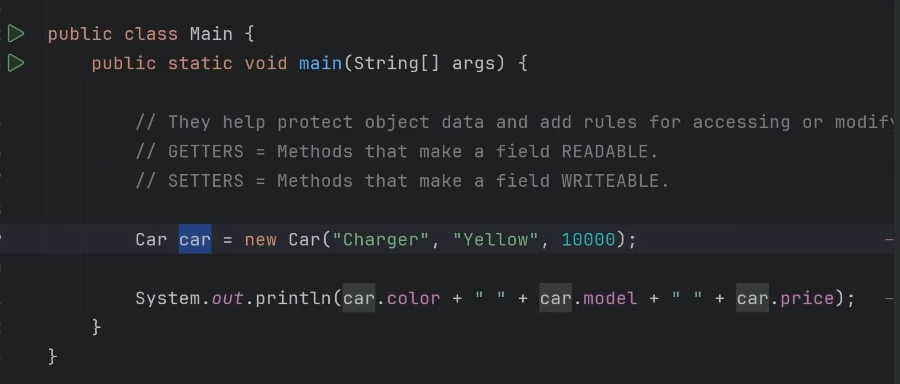 public class Main {
public static void main(String[] args) {
// They help protect object data and add rules for accessing or modify
// GETTERS = Methods that make a field READABLE.
// SETTERS = Methods that make a field WRITEABLE.
Car car = new Car("Charger", "Yellow", 10000);
System.out.println(car.color + " " + car.model + " " + car.price);
}
}